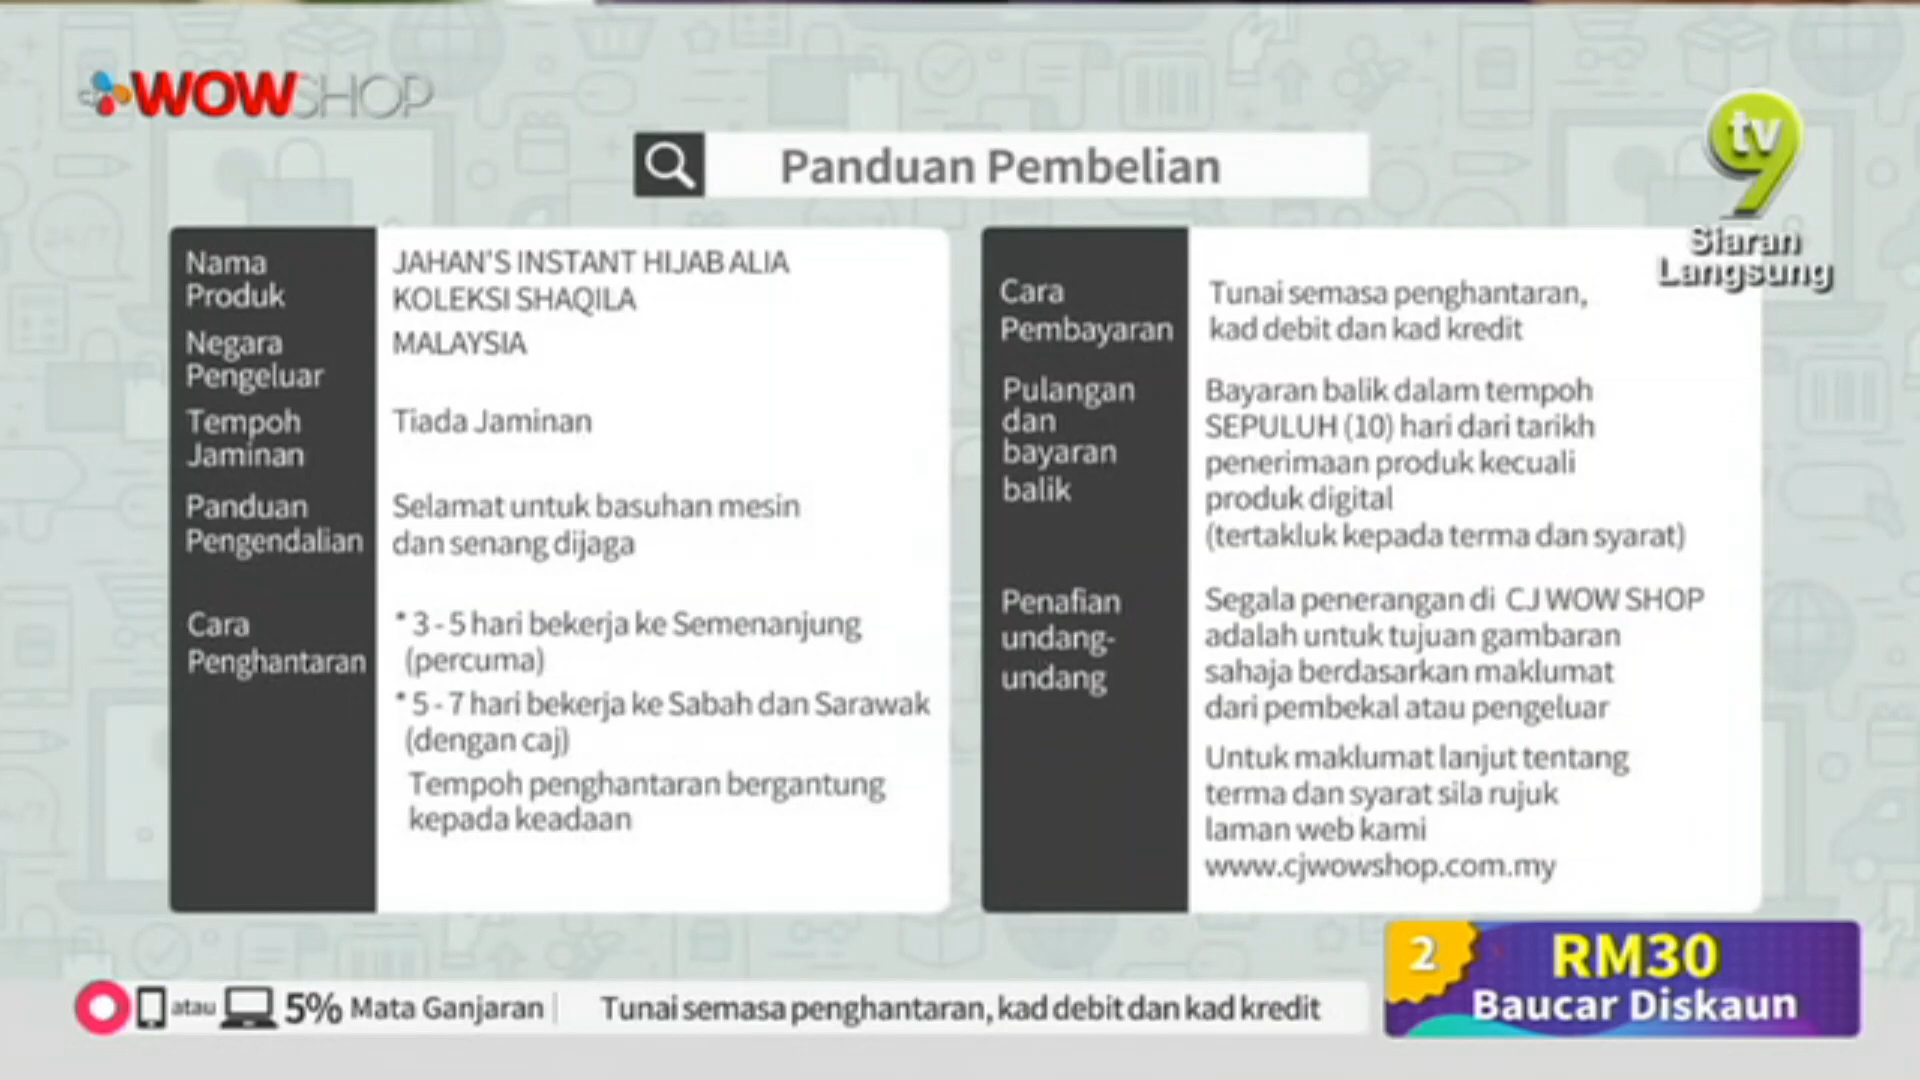 WOWSHOP
tv
9
Siaran
Langsung
Panduan Pembelian
Nama
Produk
JAHAN'S INSTANT HIJAB ALIA
KOLEKSI SHAQILA
Negara
Pengeluar
MALAYSIA
Tempoh
Jaminan
Tiada Jaminan
Panduan
Pengendalian
Selamat untuk basuhan mesin
dan senang dijaga
Cara
Penghantaran
* 3 - 5 hari bekerja ke Semenanjung
(percuma)
* 5 - 7 hari bekerja ke Sabah dan Sarawak
(dengan caj)
Tempoh penghantaran bergantung
kepada keadaan
Cara
Pembayaran
Tunai semasa penghantaran,
kad debit dan kad kredit
Pulangan
dan
bayaran
balik
Bayaran balik dalam tempoh
SEPULUH (10) hari dari tarikh
penerimaan produk kecuali
produk digital
(tertakluk kepada terma dan syarat)
Penafian
undang-
undang
Segala penerangan di CJ WOW SHOP
adalah untuk tujuan gambaran
sahaja berdasarkan maklumat
dari pembekal atau pengeluar
Untuk maklumat lanjut tentang
terma dan syarat sila rujuk
laman web kami
www.cjwowshop.com.my
atau 5% Mata Ganjaran
Tunai semasa penghantaran, kad debit dan kad kredit
2
RM30
Baucar Diskaun